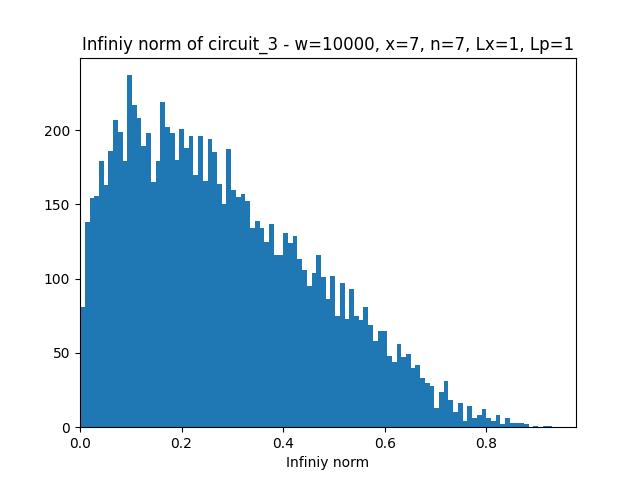 Infiniy norm of circuit_3 - w=10000, x=7, n=7, Lx=1, Lp=1
200
150
100
50
0
0.0 0.2 0.4 0.6 0.8
Infiniy norm